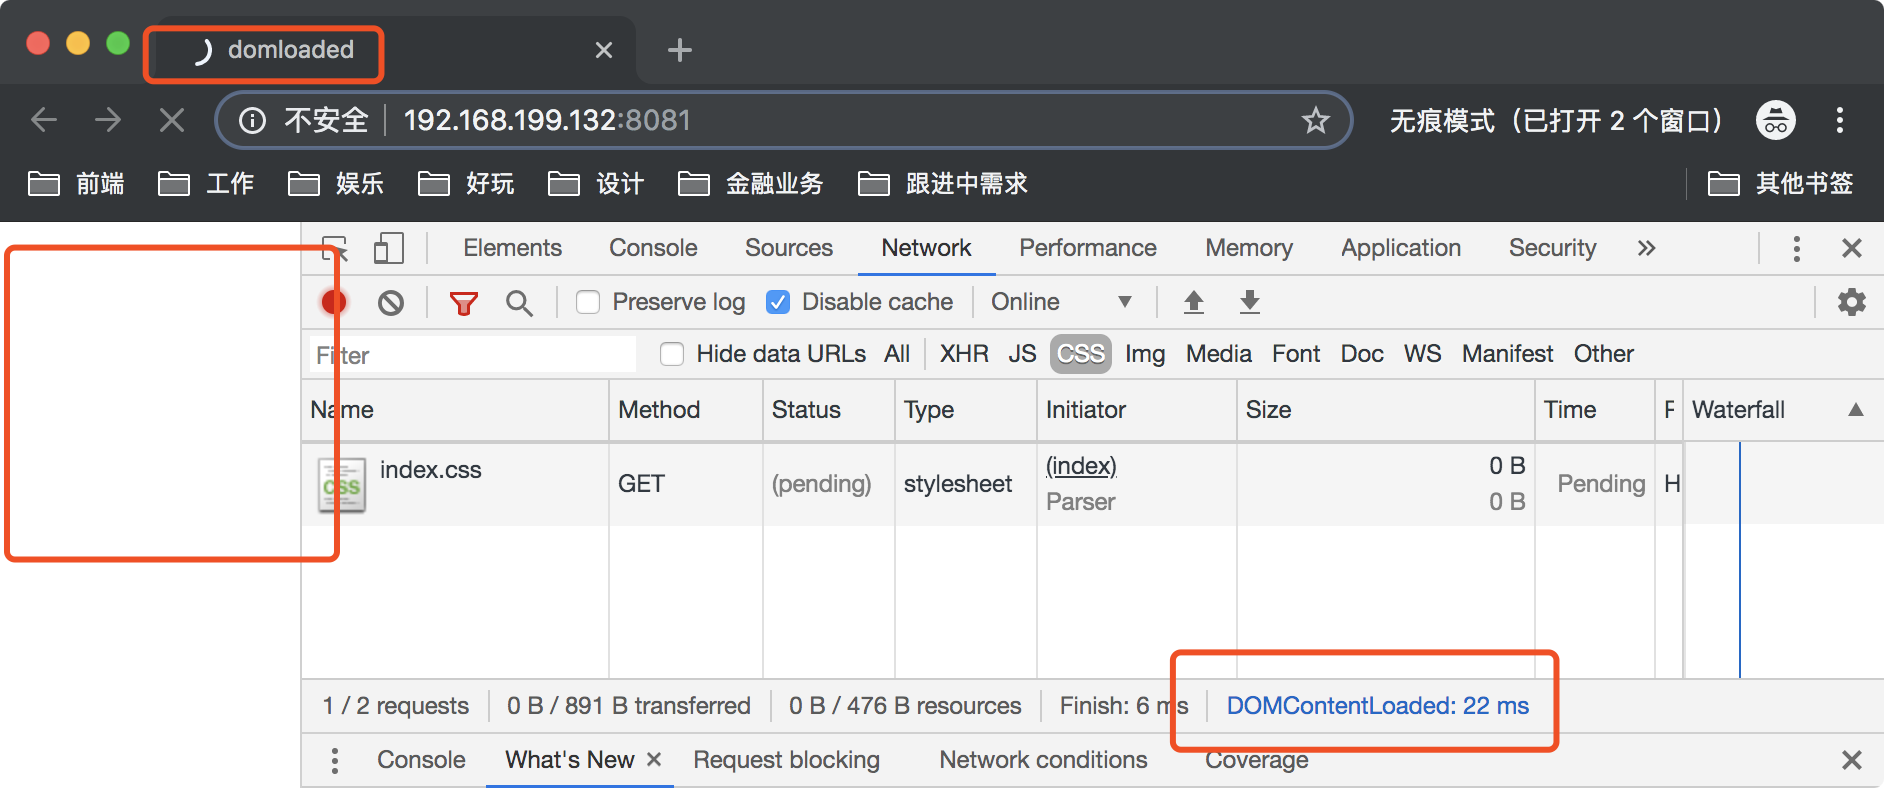 domloaded
不安全 192.168.199.132:8081 无痕模式（已打开 2 个窗口）
前端 工作 娱乐 好玩 设计 金融业务 跟进中需求 其他书签
Elements Console Sources Network Performance Memory Application Security
Preserve log Disable cache Online
Filter Hide data URLs All XHR JS CSS Img Media Font Doc WS Manifest Other
Name Method Status Type Initiator Size Time Waterfall
CSS index.css GET (pending) stylesheet (index) 0 B Pending H
Parser 0 B
1 / 2 requests 0 B / 891 B transferred 0 B / 476 B resources Finish: 6 ms DOMContentLoaded: 22 ms
Console What's New Request blocking Network conditions Coverage